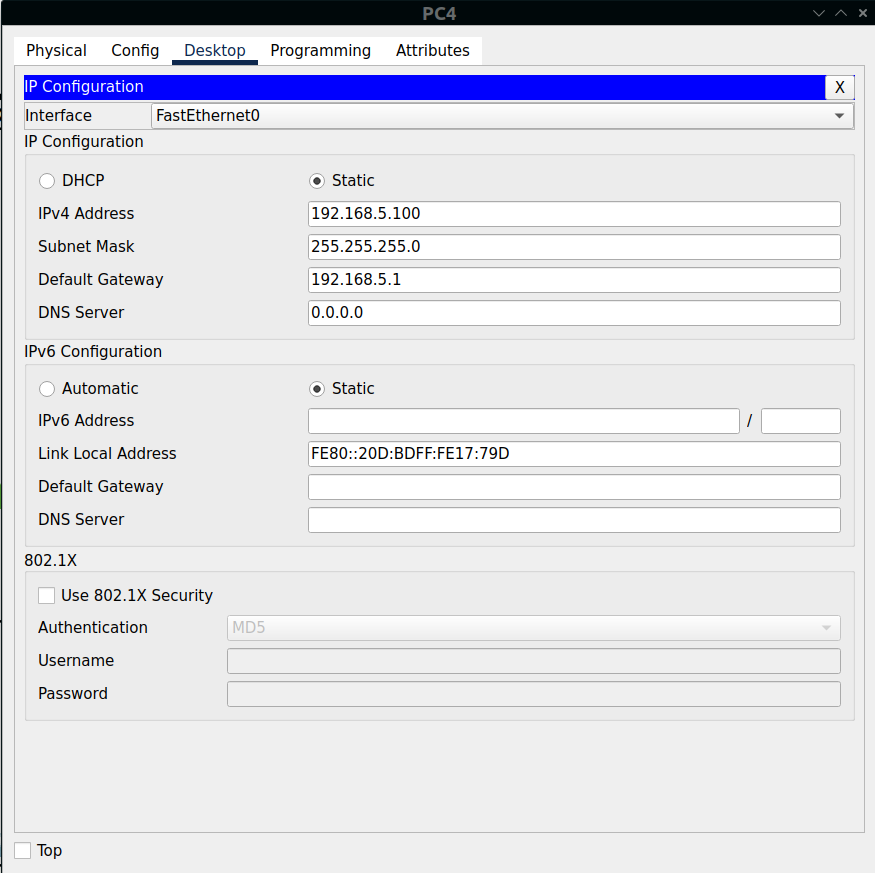 PC4
Physical Config Desktop Programming Attributes
IP Configuration X
Interface FastEthernet0
IP Configuration
DHCP Static
IPv4 Address 192.168.5.100
Subnet Mask 255.255.255.0
Default Gateway 192.168.5.1
DNS Server 0.0.0.0
IPv6 Configuration
Automatic Static
IPv6 Address /
Link Local Address FE80::20D:BDFF:FE17:79D
Default Gateway
DNS Server
802.1X
Use 802.1X Security
Authentication MD5
Username
Password
Top